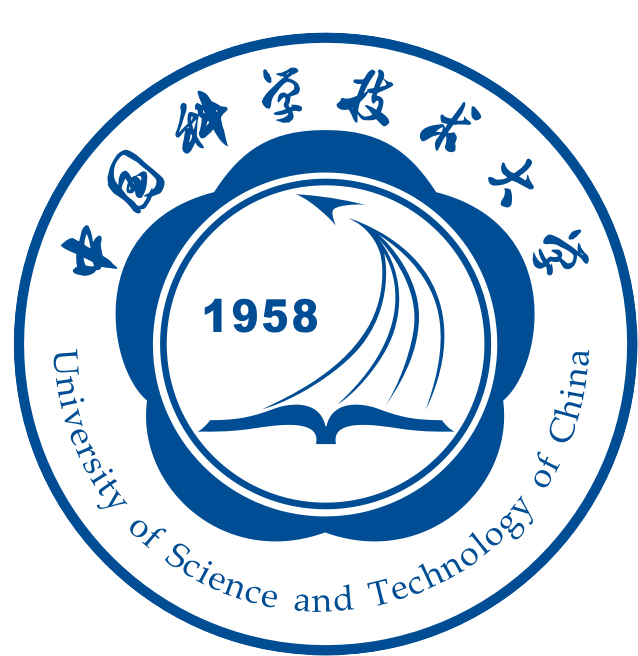 中国科学技术大学
1958
University of Science and Technology of China